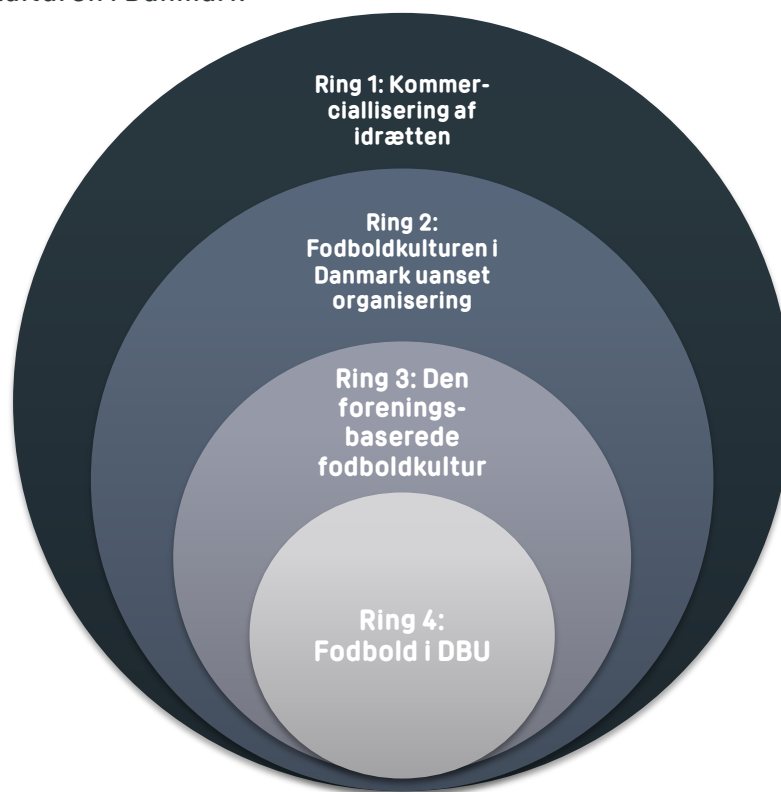 Ring 1: Kommer-
ciallisering af
idrætten
Ring 2:
Fodboldkulturen i
Danmark uanset
organisering
Ring 3: Den
forenings-
baserede
fodboldkultur
Ring 4:
Fodbold i DBU